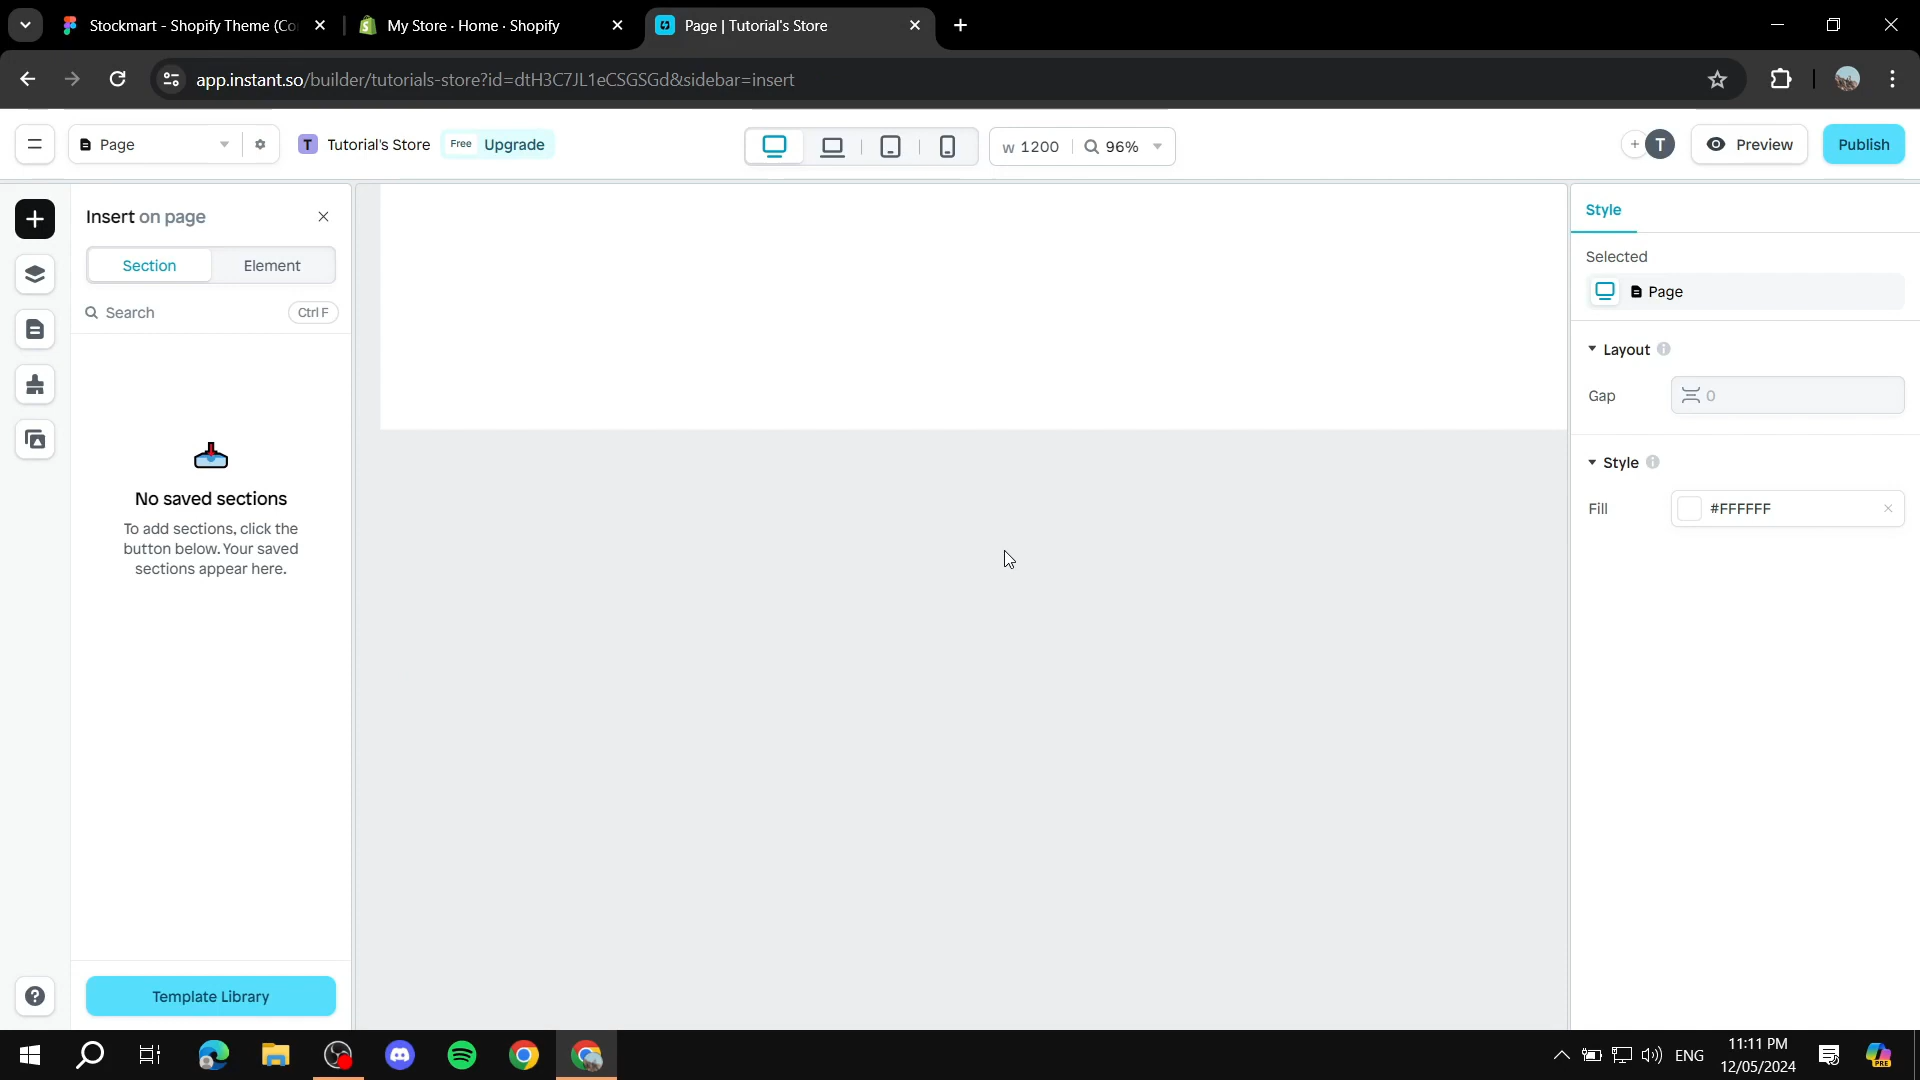 Stockmart - Shopify Theme (Co
My Store · Home · Shopify
Page | Tutorial's Store
app.instant.so/builder/tutorials-store?id=dtH3C7JL1eCSGSGd&sidebar=insert
Page
T
Tutorial's Store
Free
Upgrade
W 1200
96%
+
T
Preview
Publish
Insert on page
Style
Section
Element
Selected
Page
Search
Ctrl F
Layout
Gap
0
Style
Fill
#FFFFFF
No saved sections
To add sections, click the
button below. Your saved
sections appear here.
Template Library
ENG
11:11 PM
12/05/2024
PRE